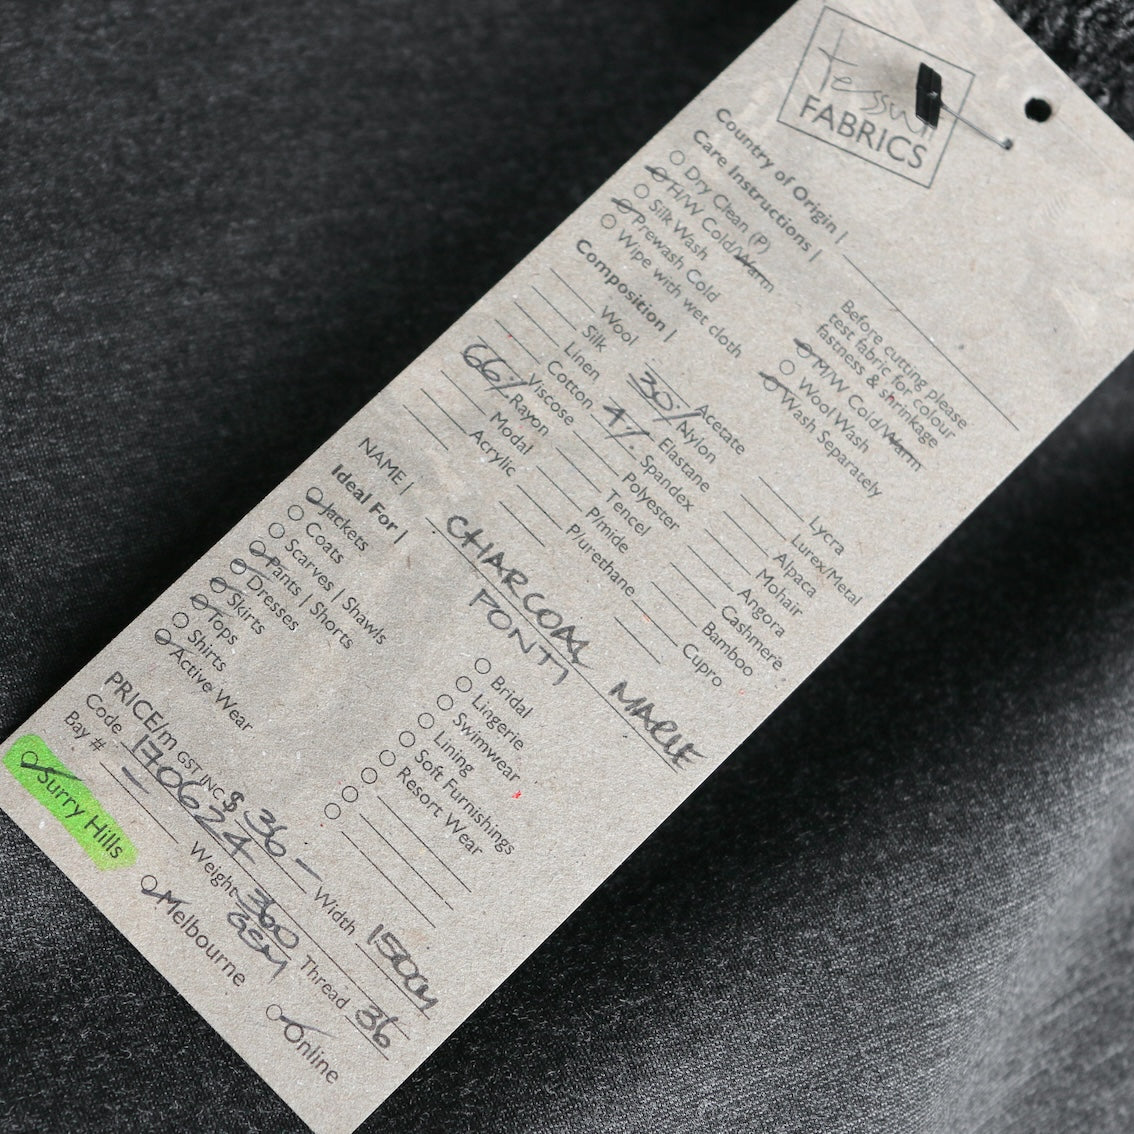 Tessuti
FABRICS
Country of Origin |
Care Instructions |
Dry Clean (P)
H/W Cold/Warm
Silk Wash
Prewash Cold
Wipe with wet cloth
Before cutting please
test fabric for colour
fastness & shrinkage
M/W Cold/Warm
Wool Wash
Wash Separately
Composition |
Wool
Silk
Linen
Cotton
66% Viscose
Rayon
Modal
Acrylic
Acetate
30% Nylon
Elastane
4% Spandex
Polyester
Tencel
P/mide
P/urethane
Lycra
Lurex/Metal
Alpaca
Mohair
Angora
Cashmere
Bamboo
Cupro
NAME | CHARCOAL MARLE
PONTI
Ideal For |
Jackets
Coats
Scarves | Shawls
Pants | Shorts
Dresses
Skirts
Tops
Shirts
Active Wear
Bridal
Lingerie
Swimwear
Lining
Soft Furnishings
Resort Wear
PRICE/m GST INC $ 36 – Width 150cm
Code 170624 Weight 360 GSM Thread 36
Bay # –
Surry Hills Melbourne Online